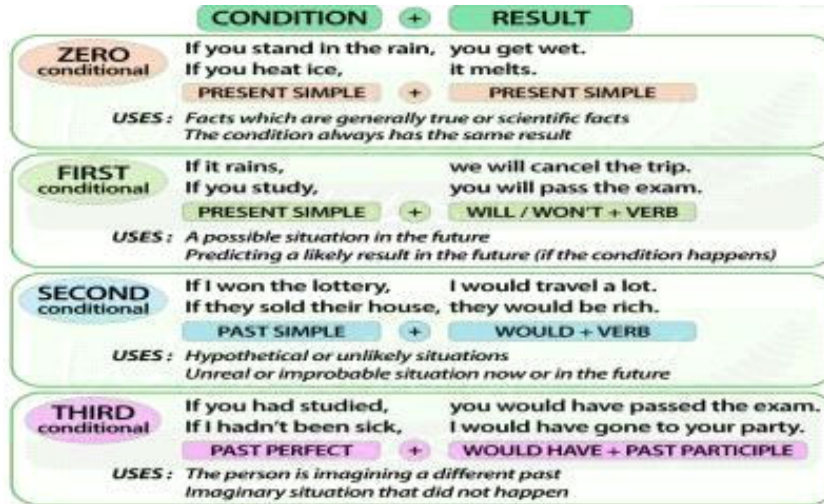 CONDITION + RESULT
ZERO conditional
If you stand in the rain, you get wet.
If you heat ice, it melts.
PRESENT SIMPLE + PRESENT SIMPLE
USES: Facts which are generally true or scientific facts
The condition always has the same result
FIRST conditional
If it rains, we will cancel the trip.
If you study, you will pass the exam.
PRESENT SIMPLE + WILL / WON'T + VERB
USES: A possible situation in the future
Predicting a likely result in the future (if the condition happens)
SECOND conditional
If I won the lottery, I would travel a lot.
If they sold their house, they would be rich.
PAST SIMPLE + WOULD + VERB
USES: Hypothetical or unlikely situations
Unreal or improbable situation now or in the future
THIRD conditional
If you had studied, you would have passed the exam.
If I hadn't been sick, I would have gone to your party.
PAST PERFECT + WOULD HAVE + PAST PARTICIPLE
USES: The person is imagining a different past
Imaginary situation that did not happen